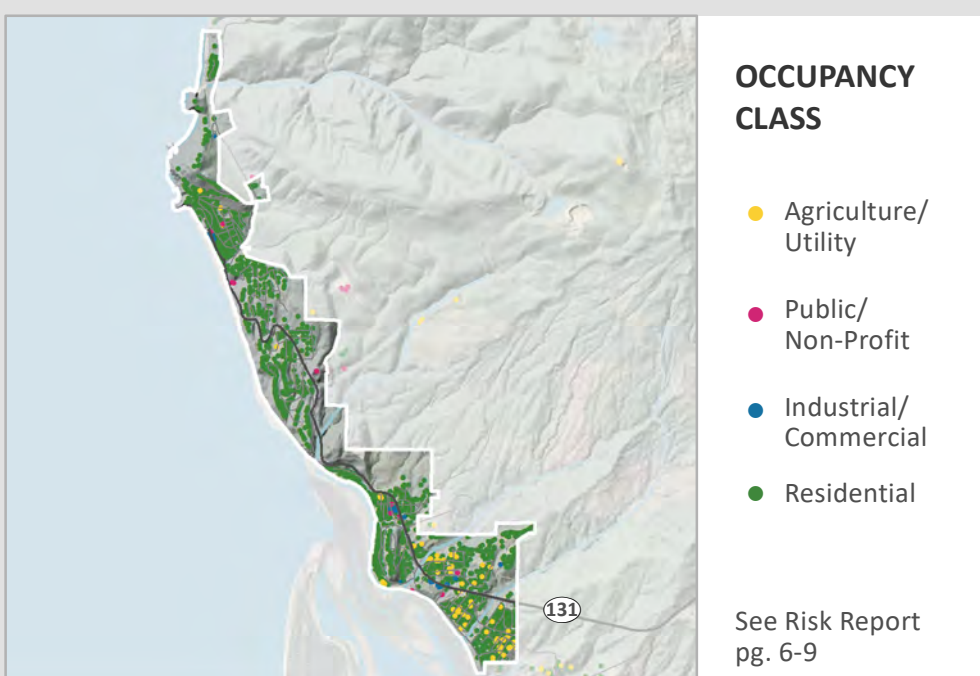 OCCUPANCY
CLASS
Agriculture/
Utility
Public/
Non-Profit
Industrial/
Commercial
Residential
131
See Risk Report
pg. 6-9